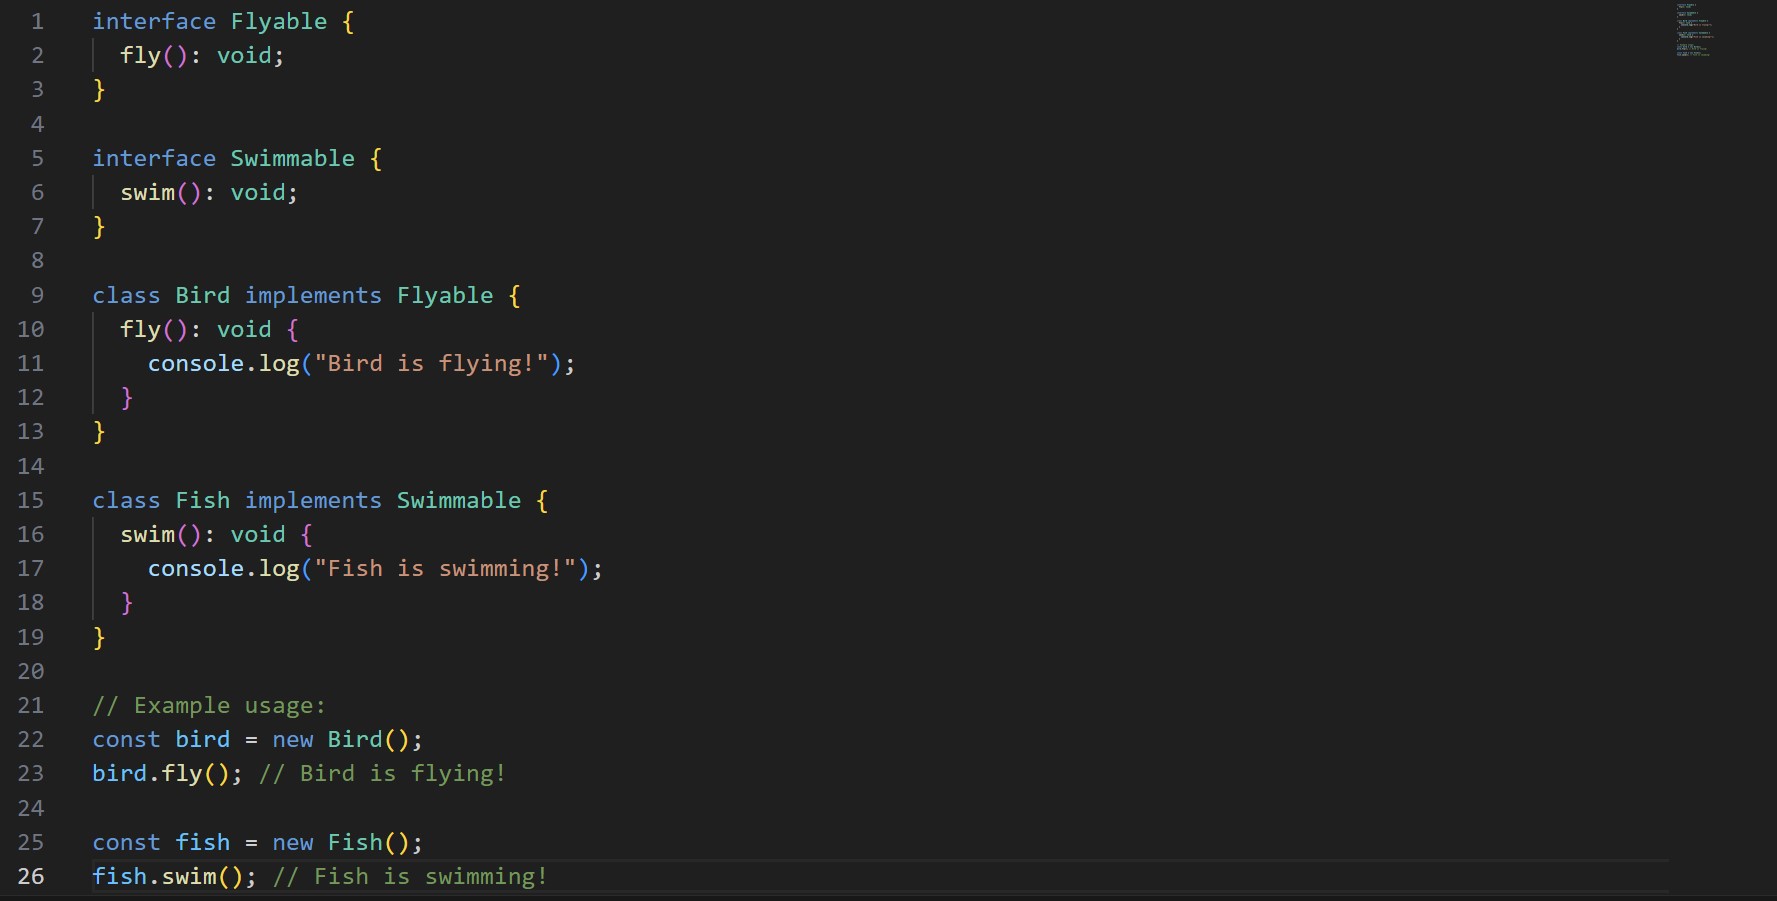 1 interface Flyable {
2   fly(): void;
3 }
4
5 interface Swimmable {
6   swim(): void;
7 }
8
9 class Bird implements Flyable {
10   fly(): void {
11     console.log("Bird is flying!");
12   }
13 }
14
15 class Fish implements Swimmable {
16   swim(): void {
17     console.log("Fish is swimming!");
18   }
19 }
20
21 // Example usage:
22 const bird = new Bird();
23 bird.fly(); // Bird is flying!
24
25 const fish = new Fish();
26 fish.swim(); // Fish is swimming!